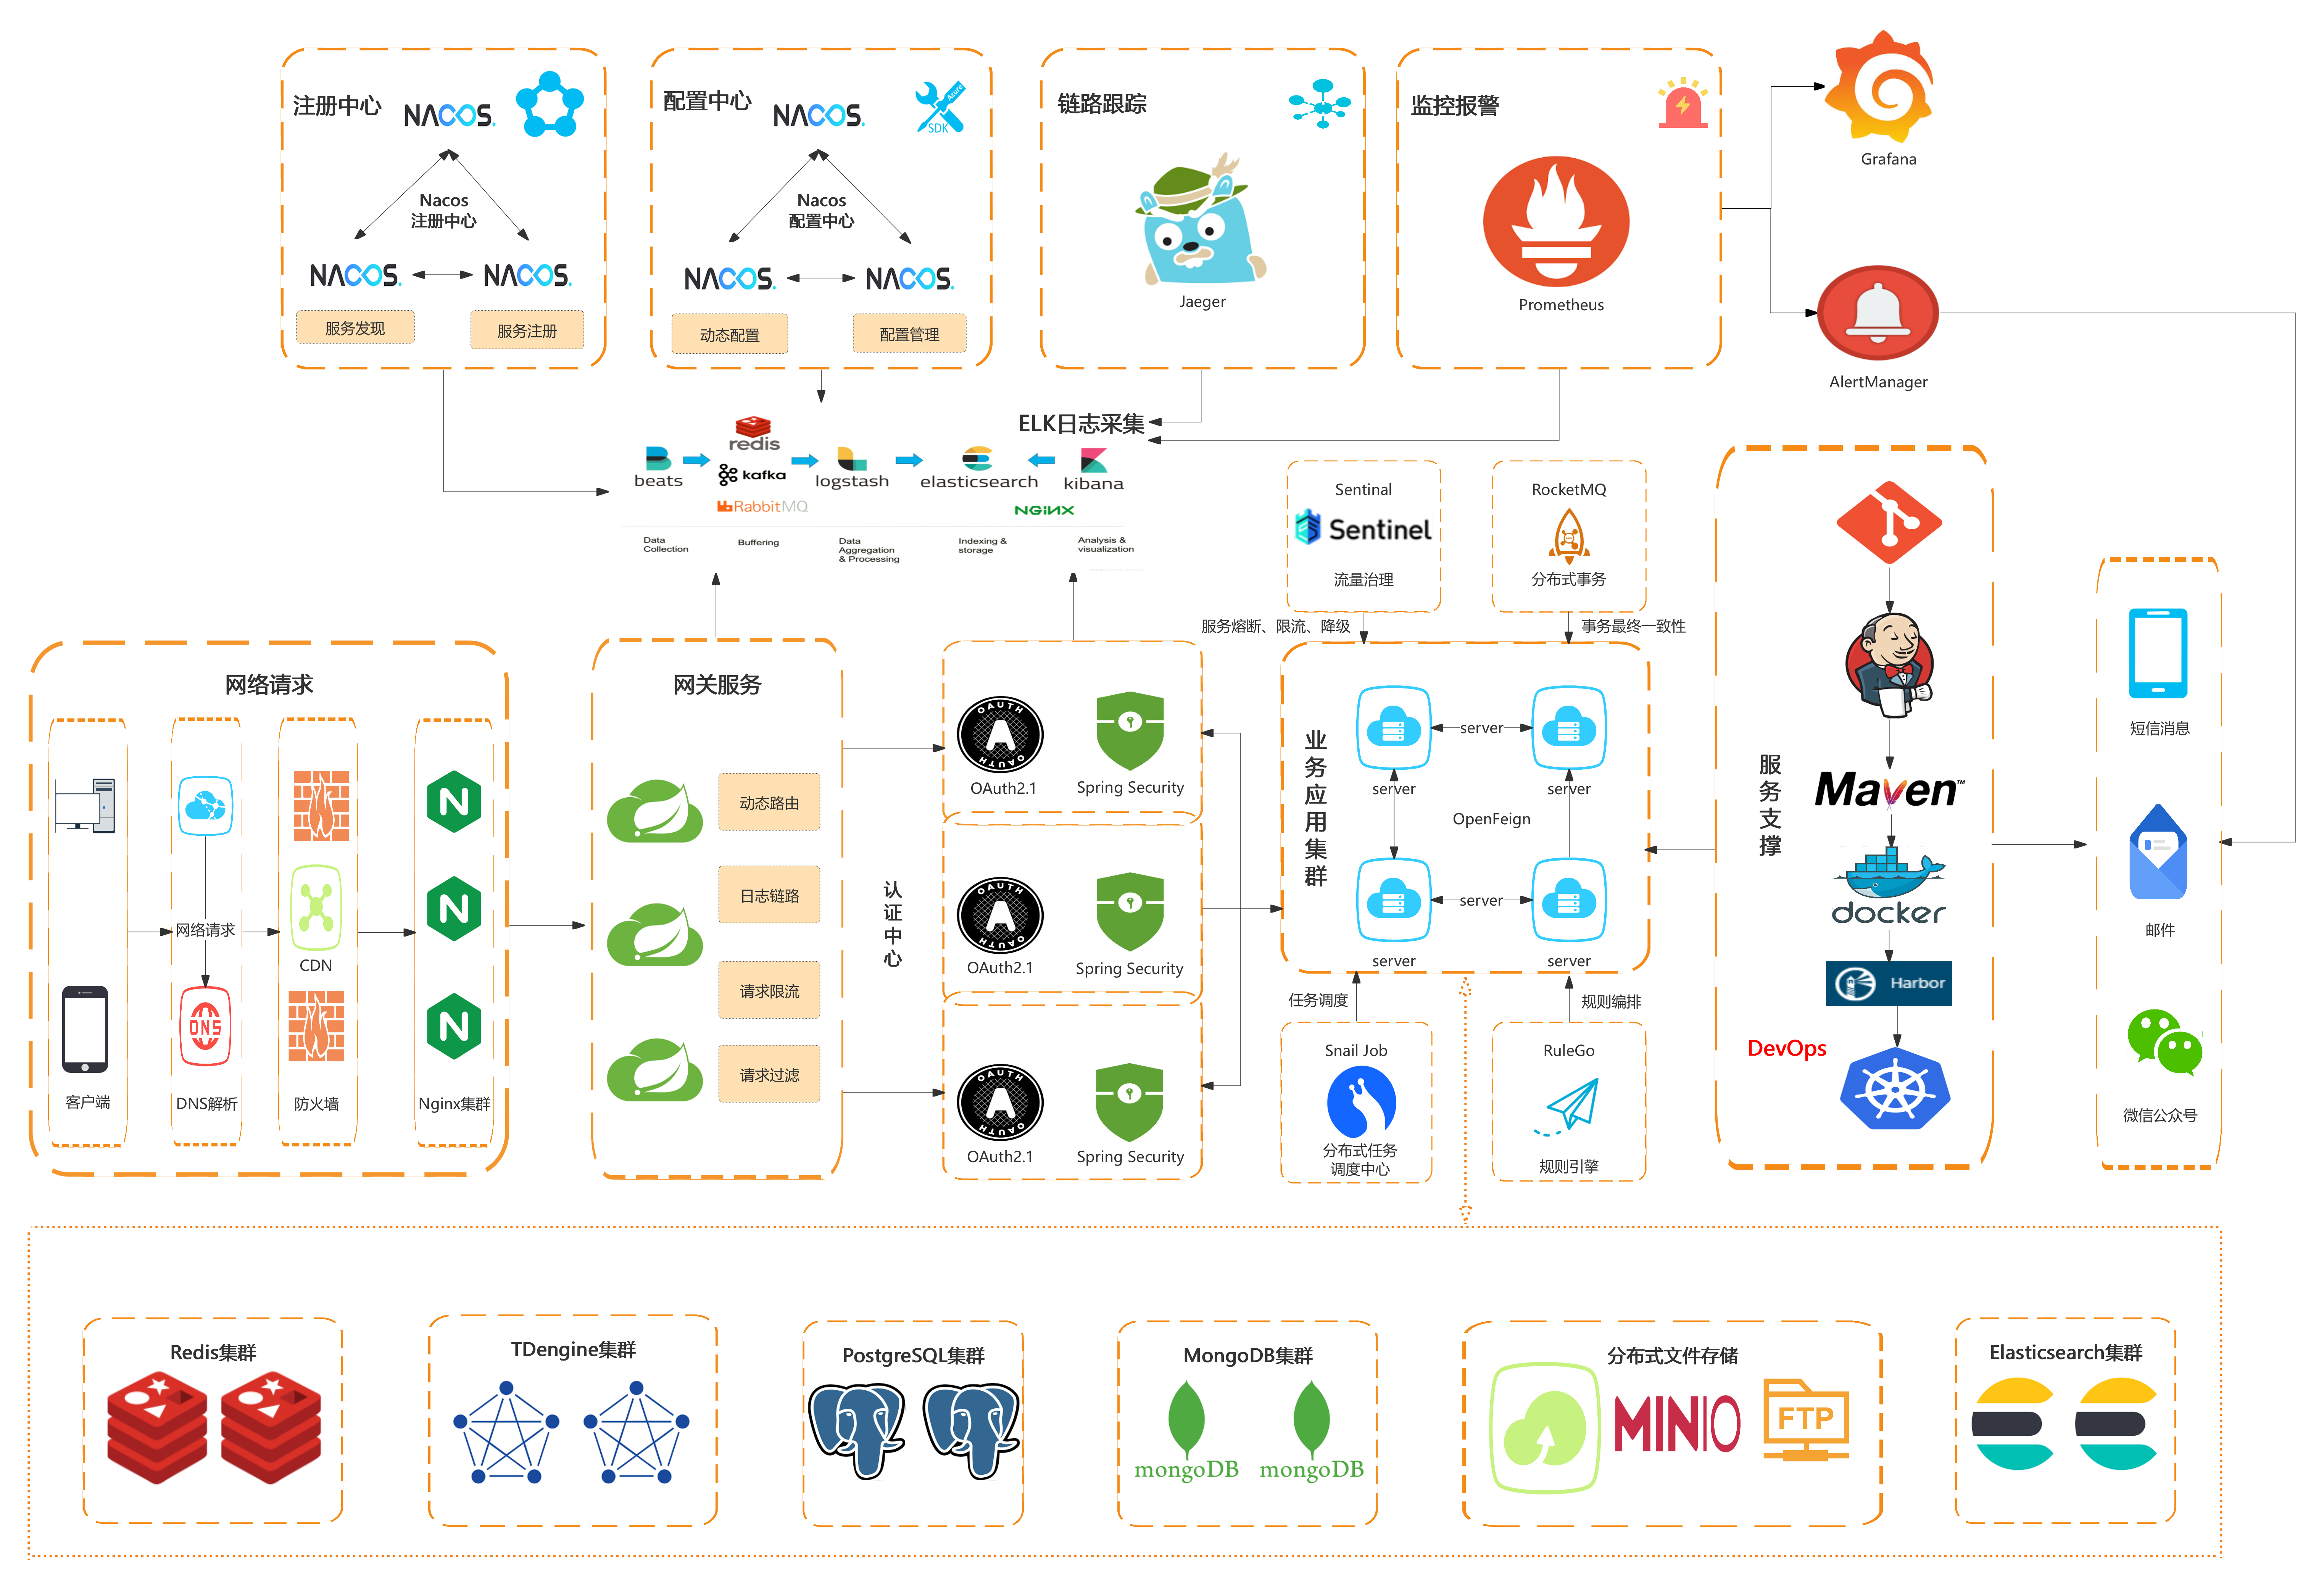 注册中心
NACOS.
Nacos
注册中心
NACOS.
NACOS.
服务发现
服务注册
配置中心
NACOS.
Azure
SDK
Nacos
配置中心
NACOS.
NACOS.
动态配置
配置管理
链路跟踪
Jaeger
监控报警
Prometheus
Grafana
AlertManager
ELK日志采集
redis
beats
kafka
logstash
elasticsearch
kibana
RabbitMQ
NGINX
Data
Collection
Buffering
Data
Aggregation
& Processing
Indexing &
storage
Analysis &
visualization
Sentinal
Sentinel
流量治理
服务熔断、限流、降级
RocketMQ
分布式事务
事务最终一致性
网络请求
客户端
网络请求
DNS
DNS解析
CDN
防火墙
N
N
N
Nginx集群
网关服务
动态路由
日志链路
请求限流
请求过滤
认证中心
OAUTH
A
OAUTH
OAuth2.1
Spring Security
OAUTH
A
OAUTH
OAuth2.1
Spring Security
OAUTH
A
OAUTH
OAuth2.1
Spring Security
业务应用集群
server
server
server
OpenFeign
server
server
server
任务调度
规则编排
Snail Job
分布式任务
调度中心
RuleGo
规则引擎
服务支撑
Maven™
docker
Harbor
DevOps
短信消息
邮件
微信公众号
Redis集群
TDengine集群
PostgreSQL集群
MongoDB集群
mongoDB
mongoDB
分布式文件存储
MINIO
FTP
Elasticsearch集群